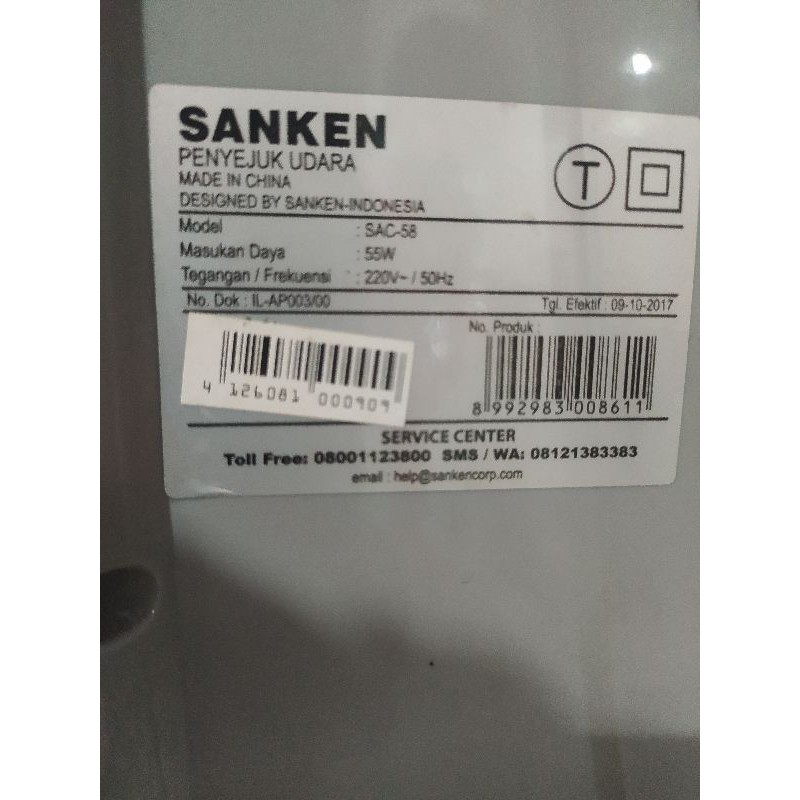 SANKEN
PENYEJUK UDARA
MADE IN CHINA
DESIGNED BY SANKEN-INDONESIA
T
Model : SAC-58
Masukan Daya : 55W
Tegangan / Frekuensi : 220V~ / 50Hz
No. Dok : IL-AP003/00 Tgl. Efektif : 09-10-2017
No. Produk :
4 126081 000909
8 992983 008611
SERVICE CENTER
Toll Free: 08001123800 SMS / WA: 08121383383
email : help@sankencorp.com